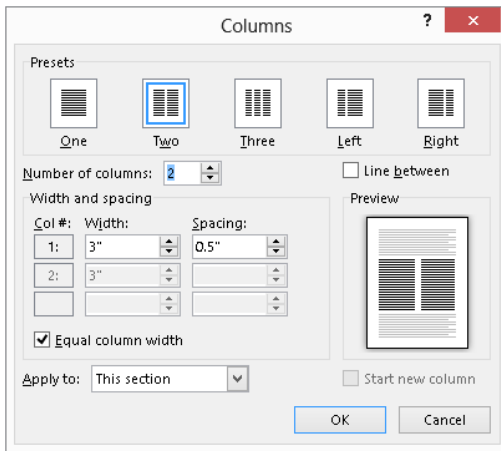 Columns ? ×
Presets
One Two Three Left Right
Number of columns: 2 Line between
Width and spacing Preview
Col #: Width: Spacing:
1: 3" 0.5"
2: 3"
Equal column width
Apply to: This section Start new column
OK Cancel